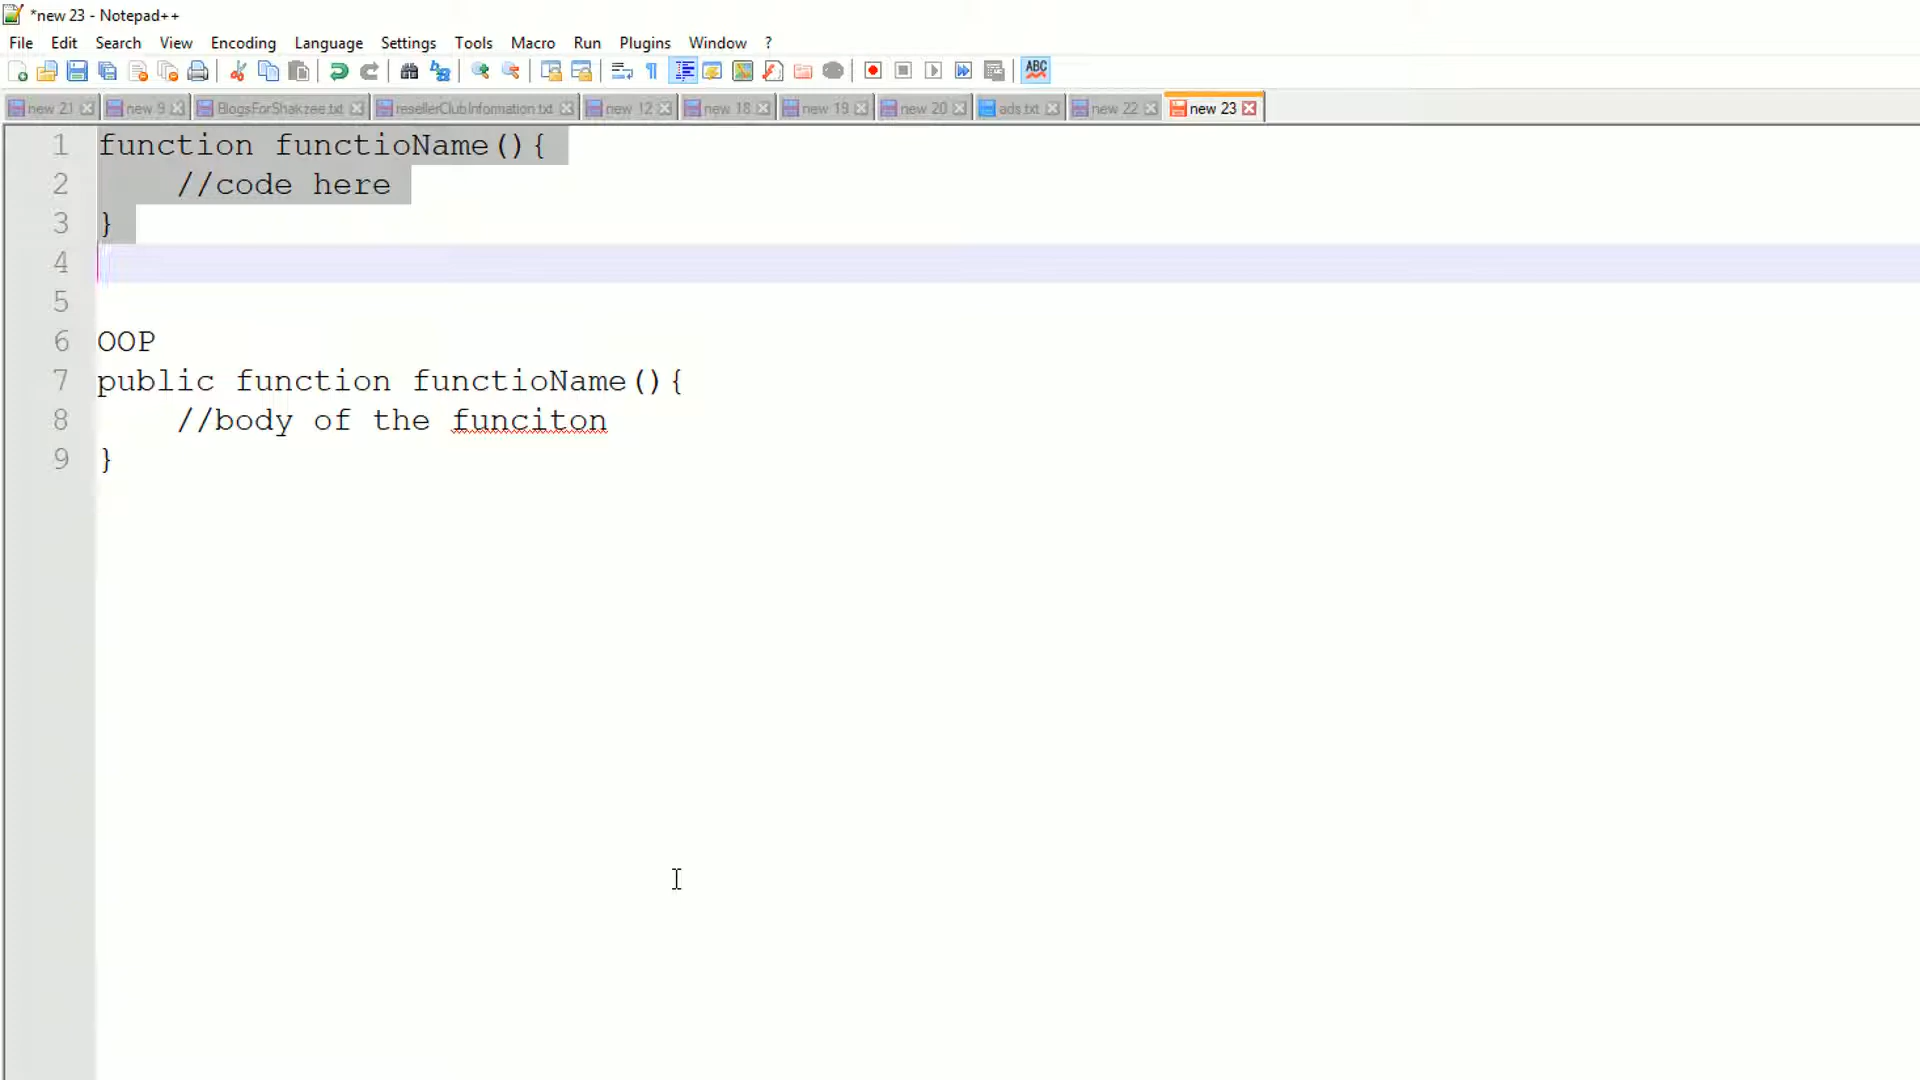 *new 23 - Notepad++
File Edit Search View Encoding Language Settings Tools Macro Run Plugins Window ?
ABC
new 21 new 9 BlogsForShakzee.txt resellerClubInformation.txt new 12 new 18 new 19 new 20 ads.txt new 22 new 23
1 function functioName(){
2 //code here
3 }
4
5
6 OOP
7 public function functioName(){
8 //body of the funciton
9 }